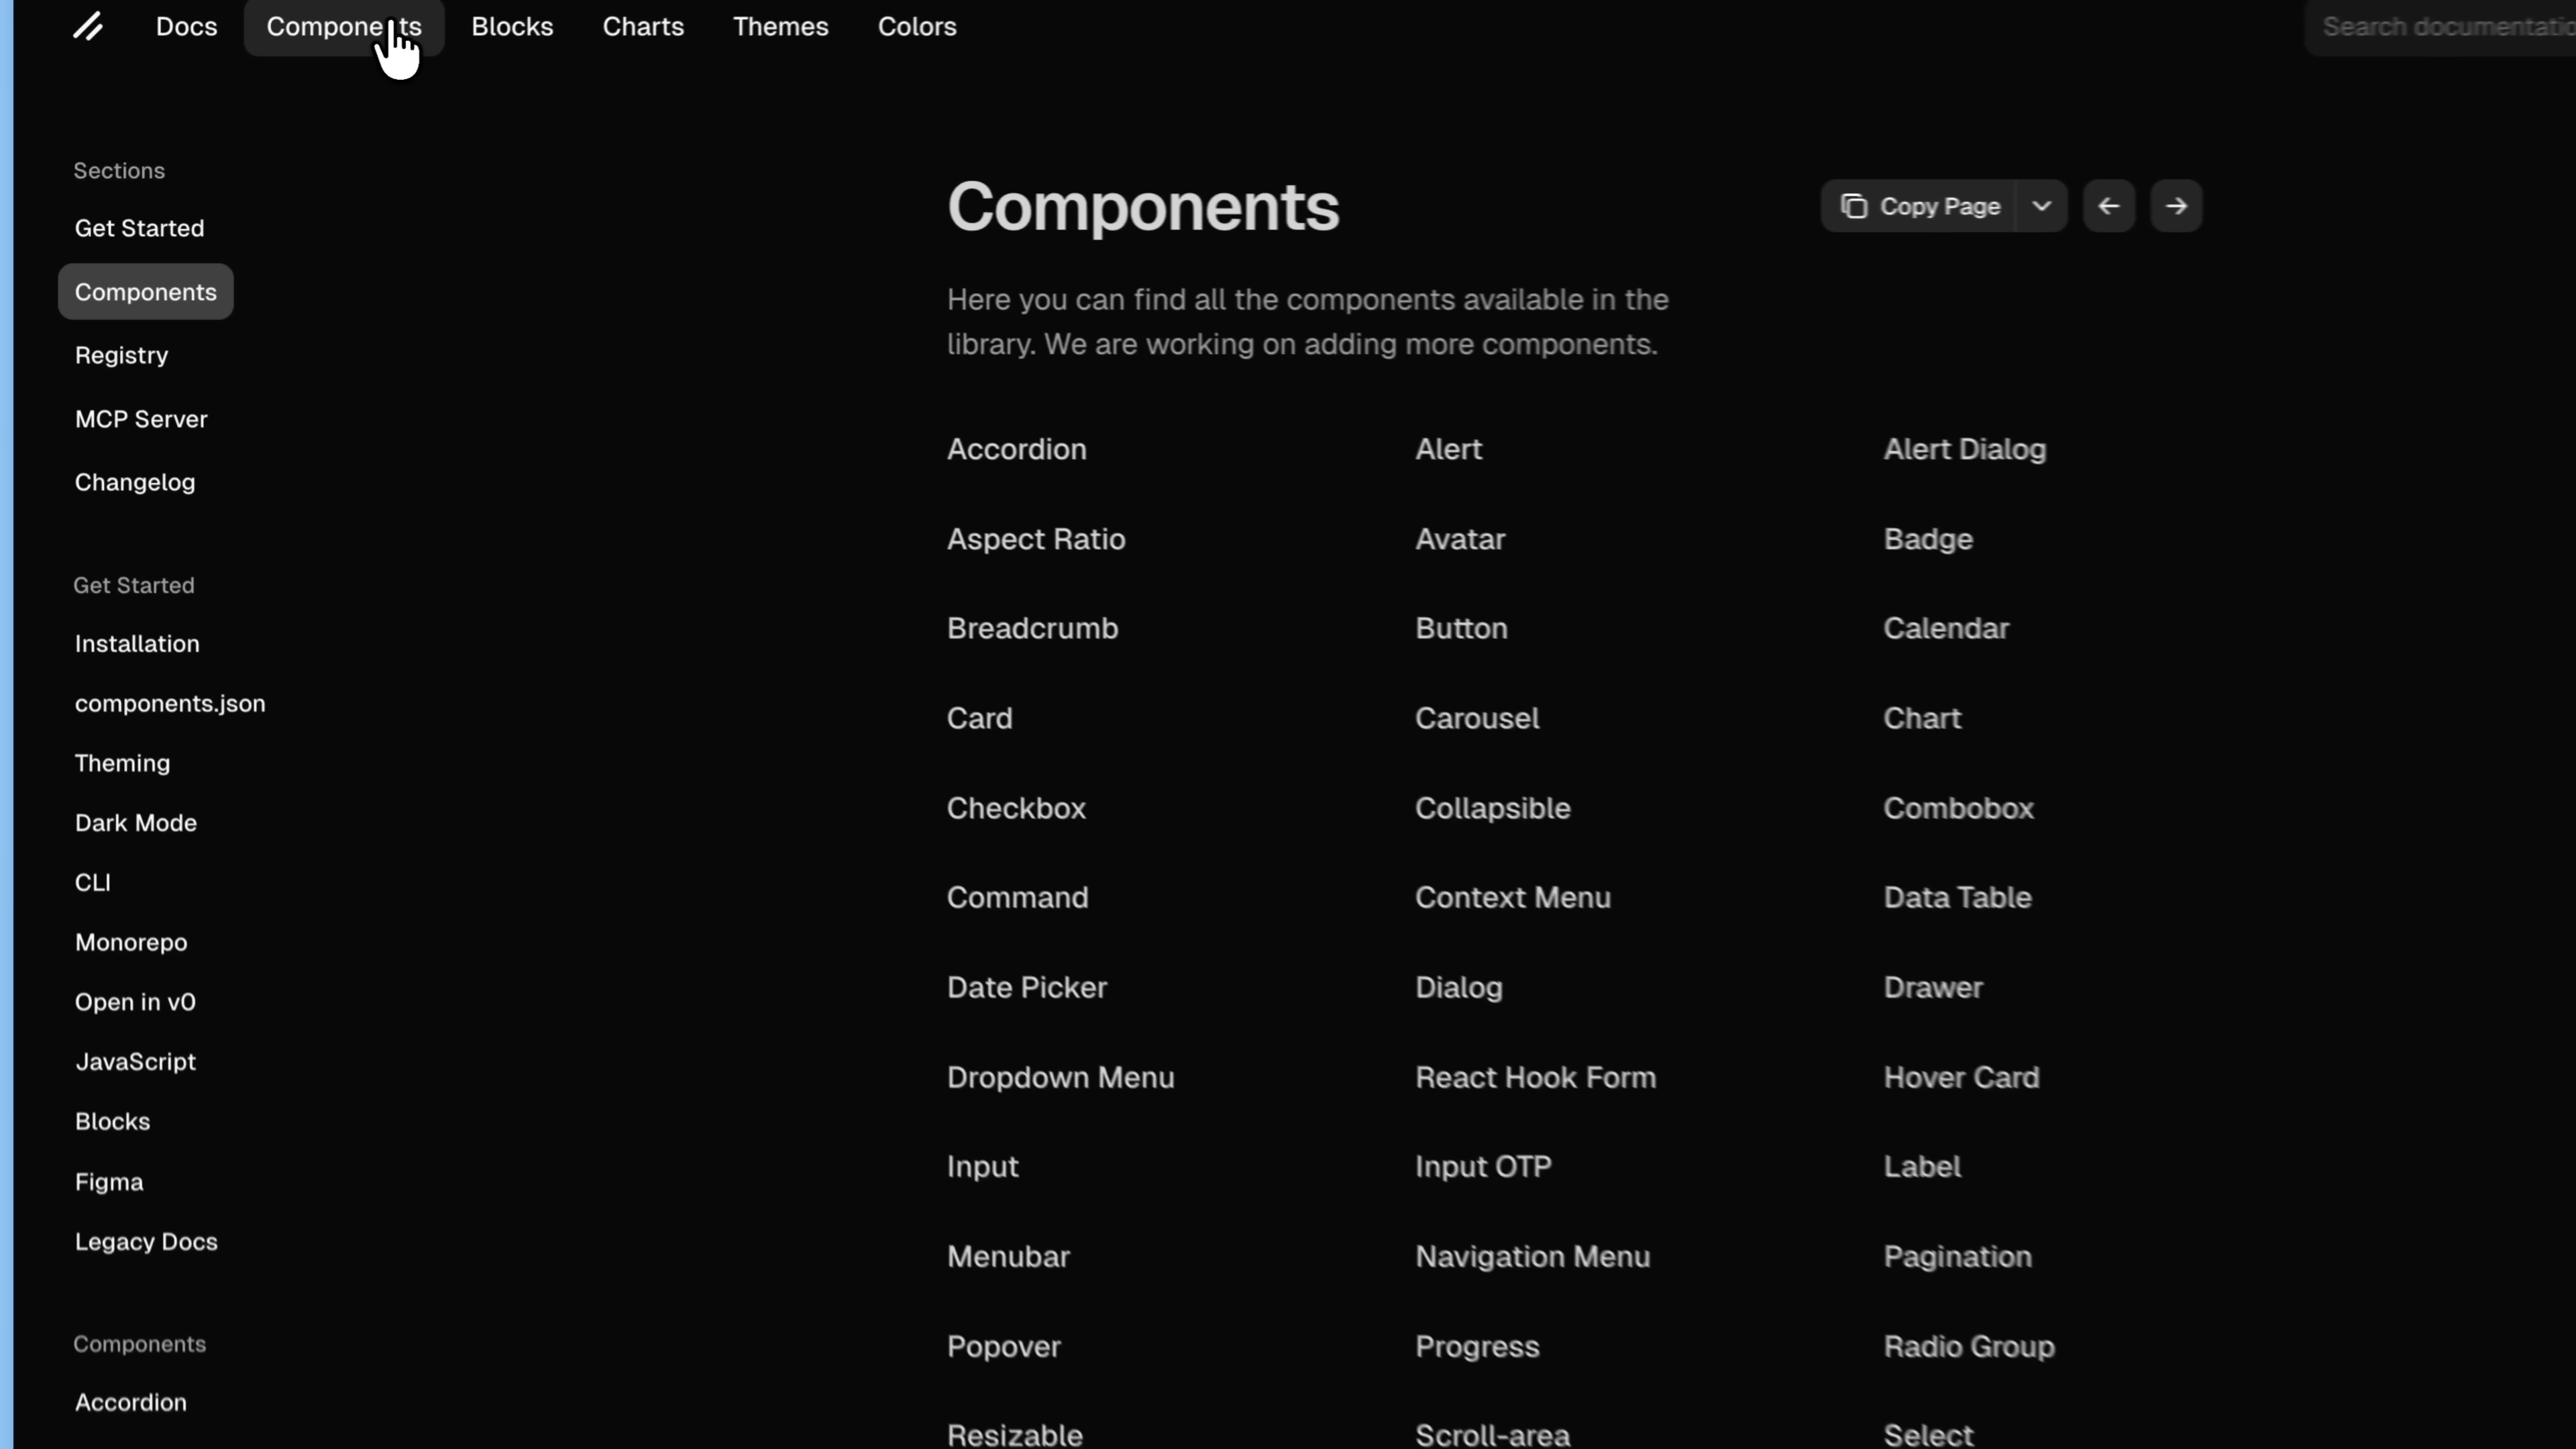 Docs
Components
Blocks
Charts
Themes
Colors
Search
Sections
Get Started
Components
Registry
MCP Server
Changelog
Get Started
Installation
components.json
Theming
Dark Mode
CLI
Monorepo
Open in v0
JavaScript
Blocks
Figma
Legacy Docs
Components
Accordion
Components
Copy Page
Here you can find all the components available in the
library. We are working on adding more components.
Accordion
Alert
Alert Dialog
Aspect Ratio
Avatar
Badge
Breadcrumb
Button
Calendar
Card
Carousel
Chart
Checkbox
Collapsible
Combobox
Command
Context Menu
Data Table
Date Picker
Dialog
Drawer
Dropdown Menu
React Hook Form
Hover Card
Input
Input OTP
Label
Menubar
Navigation Menu
Pagination
Popover
Progress
Radio Group
Resizable
Scroll-area
Select